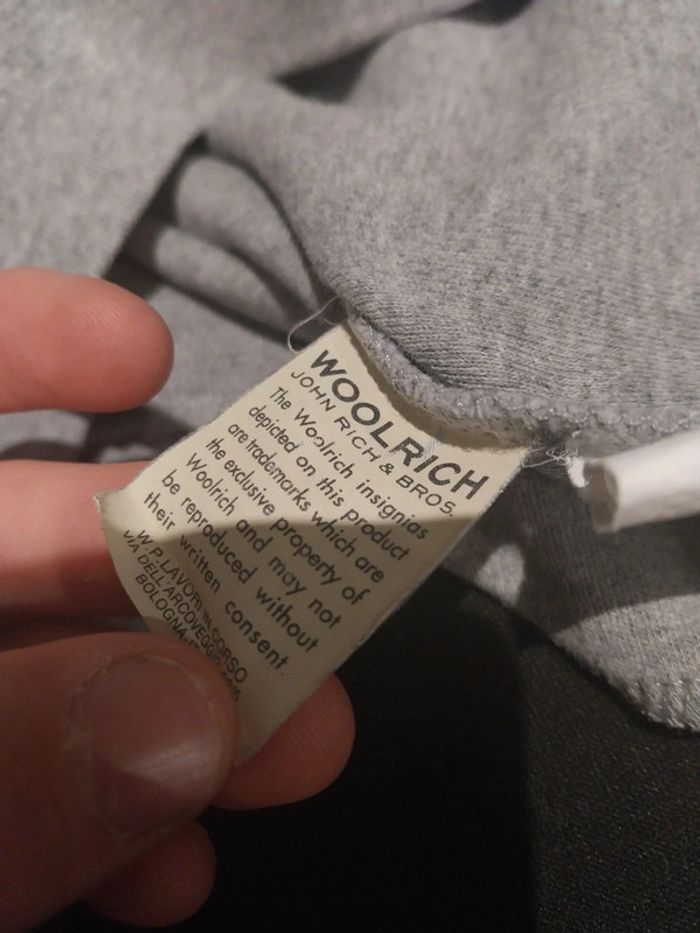 WOOLRICH
JOHN RICH & BROS.
The Woolrich insignias
depicted on this product
are trademarks which are
the exclusive property of
Woolrich and may not
be reproduced without
their written consent.
W.P.LAVORI IN CORSO
VIA DELL'ARCOVEGGIO
BOLOGNA